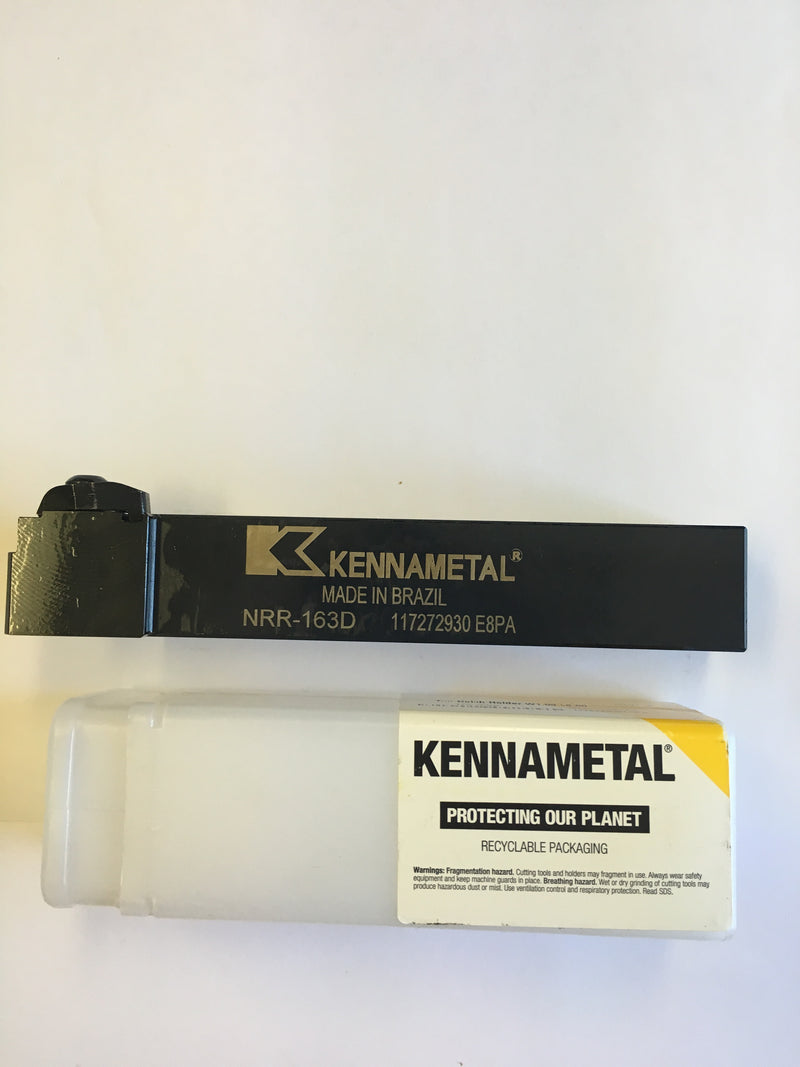 KENNAMETAL®
MADE IN BRAZIL
NRR-163D 117272930 E8PA
KENNAMETAL®
PROTECTING OUR PLANET
RECYCLABLE PACKAGING
Warnings: Fragmentation hazard. Cutting tools and holders may fragment in use. Always wear safety
equipment and keep machine guards in place. Breathing hazard. Wet or dry grinding of cutting tools may
produce hazardous dust or mist. Use ventilation control and respiratory protection. Read SDS.